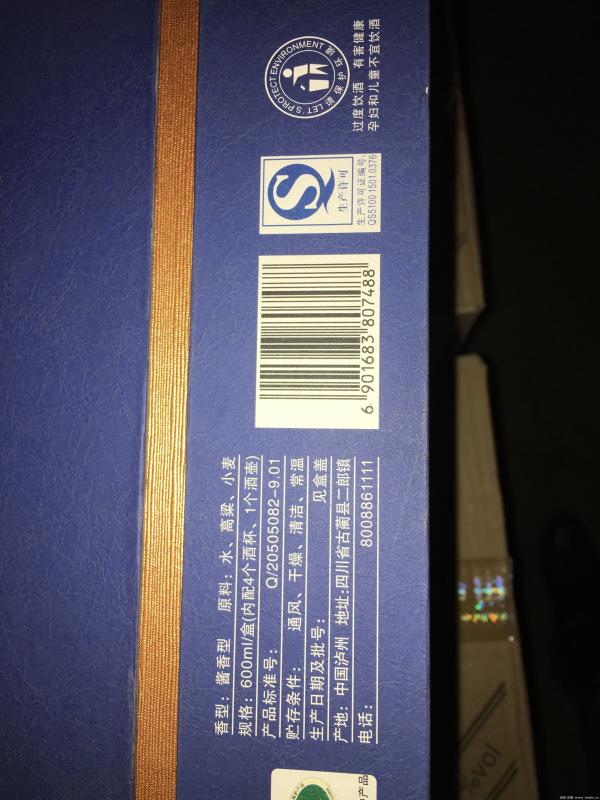 香型：酱香型 原料：水、高粱、小麦
规格：600ml/盒(内配4个酒杯、1个酒壶)
产品标准号： Q/20505082-9.01
贮存条件： 通风、干燥、清洁、常温
生产日期及批号： 见盒盖
产地：中国泸州 地址:四川省古蔺县二郎镇
电话： 8008861111
6 901683 807488
生产许可
生产许可证编号:
QS5100 1501 0376
LET'S PROTECT ENVIRONMENT
保护环境
过度饮酒 有害健康
孕妇和儿童不宜饮酒
产品
%vol